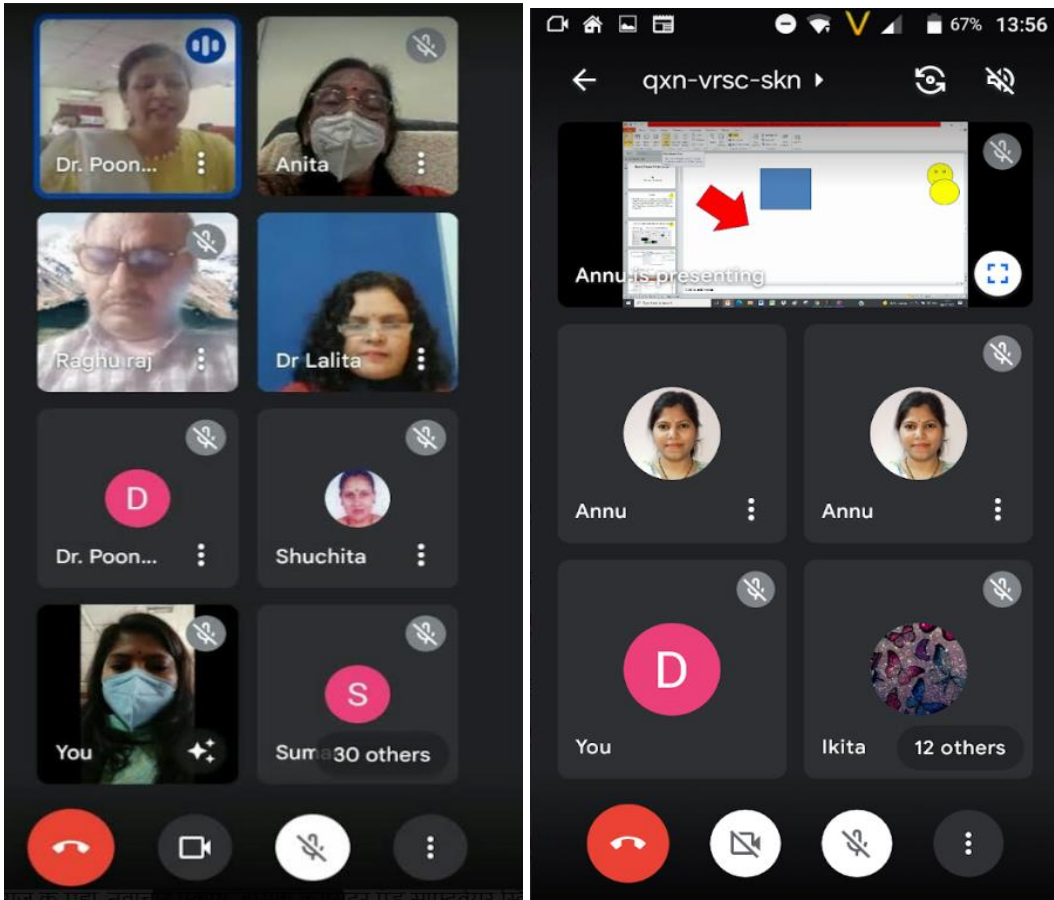 Dr. Poon...
Anita
Raghu raj
Dr Lalita
D
Dr. Poon...
Shuchita
You
S
Sum
30 others
67% 13:56
qxn-vrsc-skn
Annu is presenting
Annu
Annu
D
You
Ikita
12 others